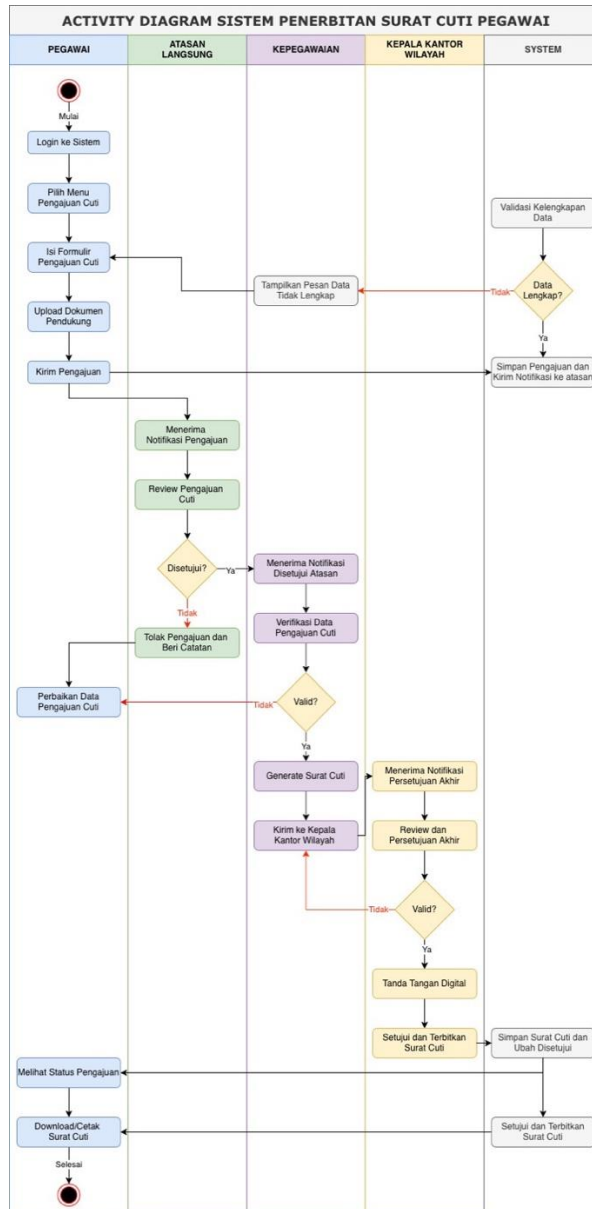 ACTIVITY DIAGRAM SISTEM PENERBITAN SURAT CUTI PEGAWAI
PEGAWAI
ATASAN
LANGSUNG
KEPEGAWAIAN
KEPALA KANTOR
WILAYAH
SYSTEM
Mulai
Login ke Sistem
Pilih Menu
Pengajuan Cuti
Validasi Kelengkapan
Data
Isi Formulir
Pengajuan Cuti
Tampilkan Pesan Data
Tidak Lengkap
Tidak
Data
Lengkap?
Upload Dokumen
Pendukung
Ya
Kirim Pengajuan
Simpan Pengajuan dan
Kirim Notifikasi ke atasan
Menerima
Notifikasi Pengajuan
Review Pengajuan
Cuti
Disetujui?
Ya
Menerima Notifikasi
Disetujui Atasan
Tidak
Tolak Pengajuan dan
Beri Catatan
Verifikasi Data
Pengajuan Cuti
Perbaikan Data
Pengajuan Cuti
Tidak
Valid?
Ya
Generate Surat Cuti
Menerima Notifikasi
Persetujuan Akhir
Kirim ke Kepala
Kantor Wilayah
Review dan
Persetujuan Akhir
Tidak
Valid?
Ya
Tanda Tangan Digital
Setujui dan Terbitkan
Surat Cuti
Simpan Surat Cuti dan
Ubah Disetujui
Melihat Status Pengajuan
Download/Cetak
Surat Cuti
Setujui dan Terbitkan
Surat Cuti
Selesai